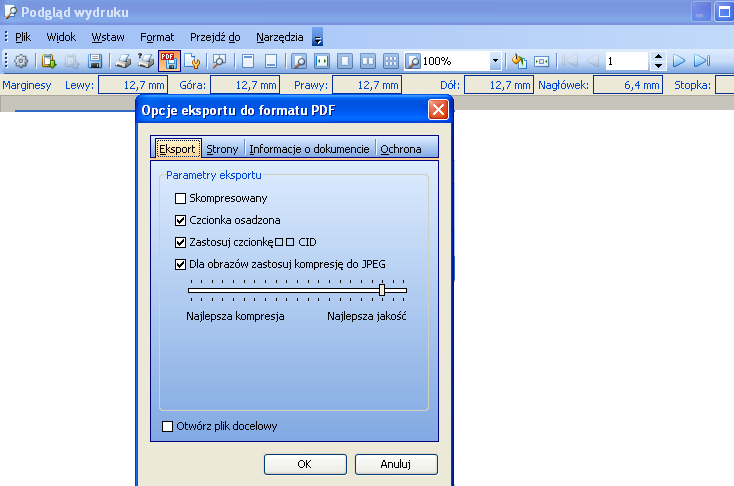 Podgląd wydruku
Plik Widok Wstaw Format Przejdź do Narzędzia
PDF 100% 1
Marginesy Lewy: 12,7 mm Góra: 12,7 mm Prawy: 12,7 mm Dół: 12,7 mm Nagłówek: 6,4 mm Stopka:
Opcje eksportu do formatu PDF
Eksport Strony Informacje o dokumencie Ochrona
Parametry eksportu
Skompresowany
Czcionka osadzona
Zastosuj czcionkę□□ CID
Dla obrazów zastosuj kompresję do JPEG
Najlepsza kompresja Najlepsza jakość
Otwórz plik docelowy
OK Anuluj